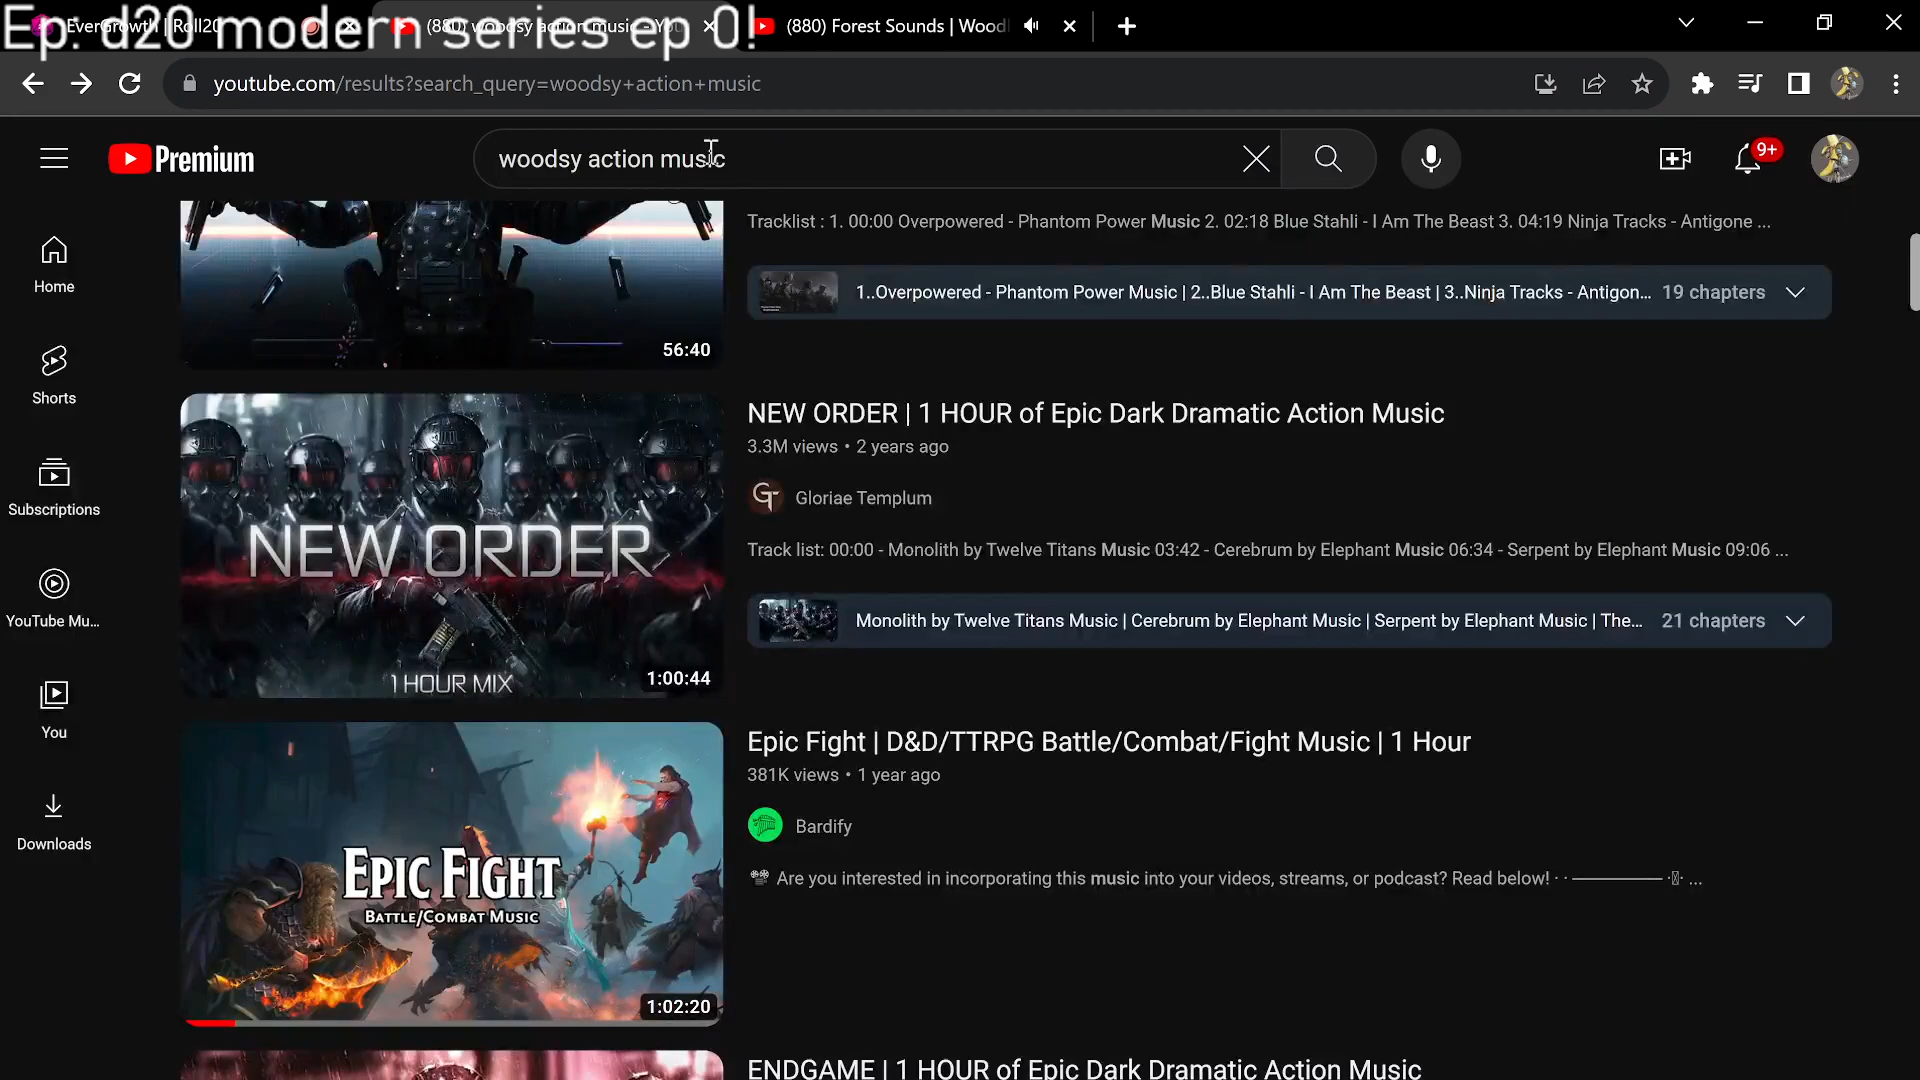 Ep. d20 modern series ep 0!
EverGrowth | Roll20
(880) woodsy action music - You
(880) Forest Sounds | Wood
youtube.com/results?search_query=woodsy+action+music
Premium
woodsy action music
9+
Home
Shorts
Subscriptions
YouTube Mu...
You
Downloads
Tracklist : 1. 00:00 Overpowered - Phantom Power Music 2. 02:18 Blue Stahli - I Am The Beast 3. 04:19 Ninja Tracks - Antigone ...
1..Overpowered - Phantom Power Music | 2..Blue Stahli - I Am The Beast | 3..Ninja Tracks - Antigon...
19 chapters
56:40
NEW ORDER
1 HOUR MIX
1:00:44
NEW ORDER | 1 HOUR of Epic Dark Dramatic Action Music
3.3M views • 2 years ago
GT
Gloriae Templum
Track list: 00:00 - Monolith by Twelve Titans Music 03:42 - Cerebrum by Elephant Music 06:34 - Serpent by Elephant Music 09:06 ...
Monolith by Twelve Titans Music | Cerebrum by Elephant Music | Serpent by Elephant Music | The...
21 chapters
EPIC FIGHT
BATTLE/COMBAT MUSIC
1:02:20
Epic Fight | D&D/TTRPG Battle/Combat/Fight Music | 1 Hour
381K views • 1 year ago
Bardify
Are you interested in incorporating this music into your videos, streams, or podcast? Read below! · · ————— · · ...
ENDGAME | 1 HOUR of Epic Dark Dramatic Action Music